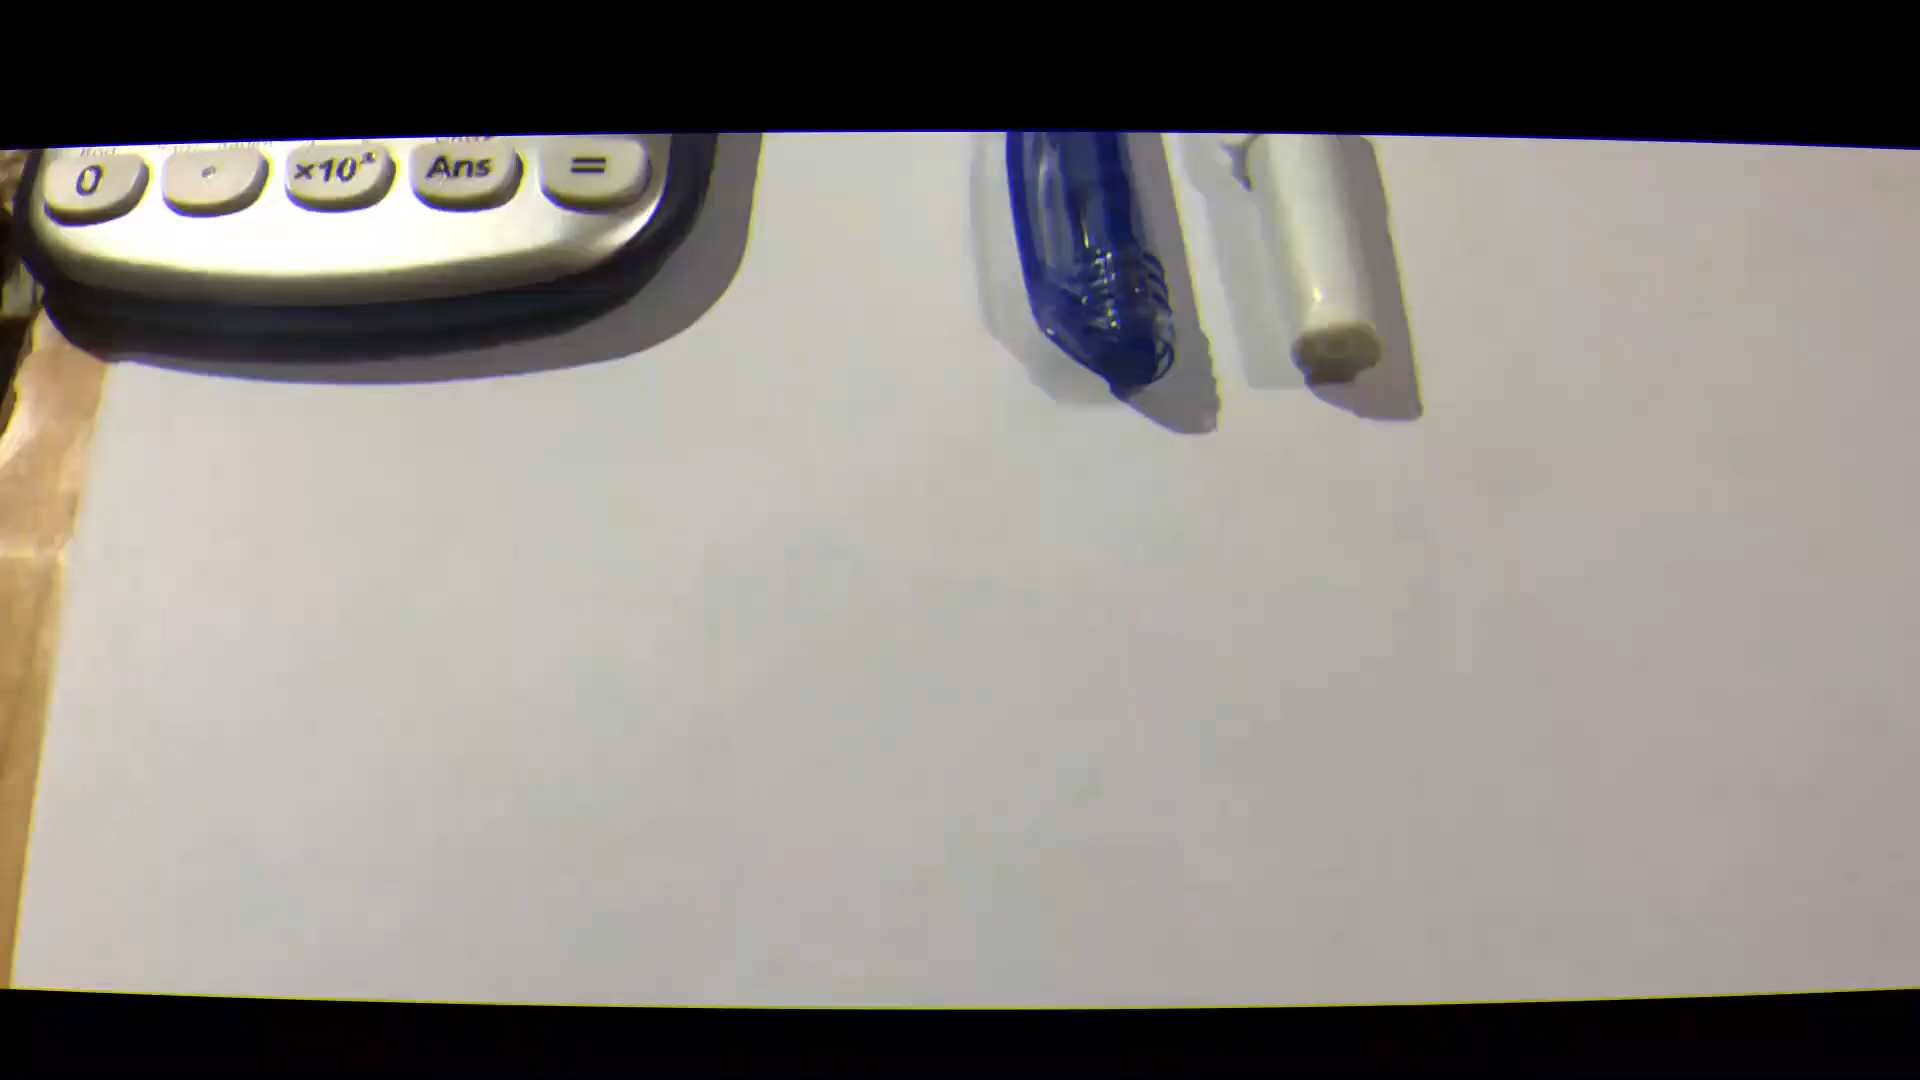 0 . ×10ˣ Ans =